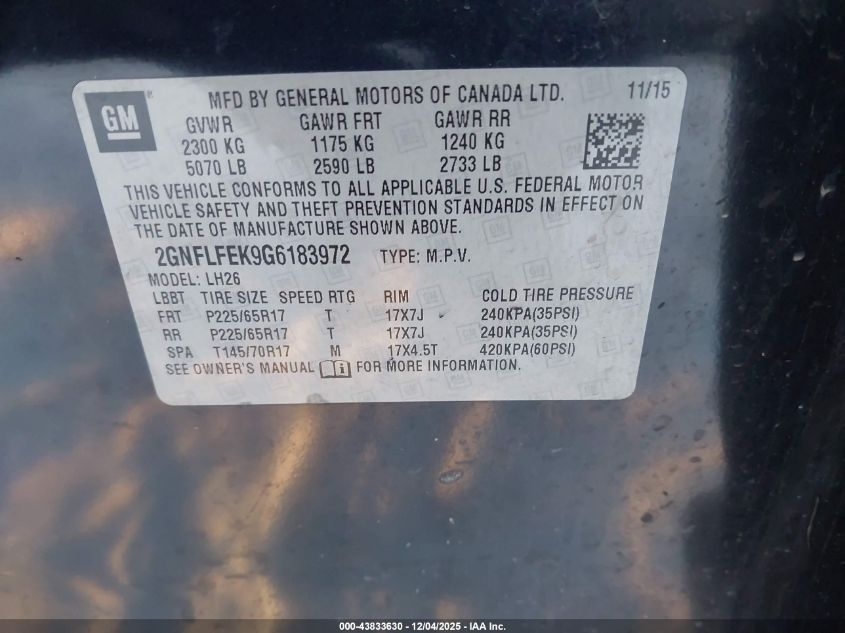 GM
MFD BY GENERAL MOTORS OF CANADA LTD. 11/15
GVWR GAWR FRT GAWR RR
2300 KG 1175 KG 1240 KG
5070 LB 2590 LB 2733 LB
THIS VEHICLE CONFORMS TO ALL APPLICABLE U.S. FEDERAL MOTOR
VEHICLE SAFETY AND THEFT PREVENTION STANDARDS IN EFFECT ON
THE DATE OF MANUFACTURE SHOWN ABOVE.
2GNFLFEK9G6183972 TYPE: M.P.V.
MODEL: LH26
LBBT TIRE SIZE SPEED RTG RIM COLD TIRE PRESSURE
FRT P225/65R17 T 17X7J 240KPA(35PSI)
RR P225/65R17 T 17X7J 240KPA(35PSI)
SPA T145/70R17 M 17X4.5T 420KPA(60PSI)
SEE OWNER'S MANUAL FOR MORE INFORMATION.
000-43833630 - 12/04/2025 - IAA Inc.